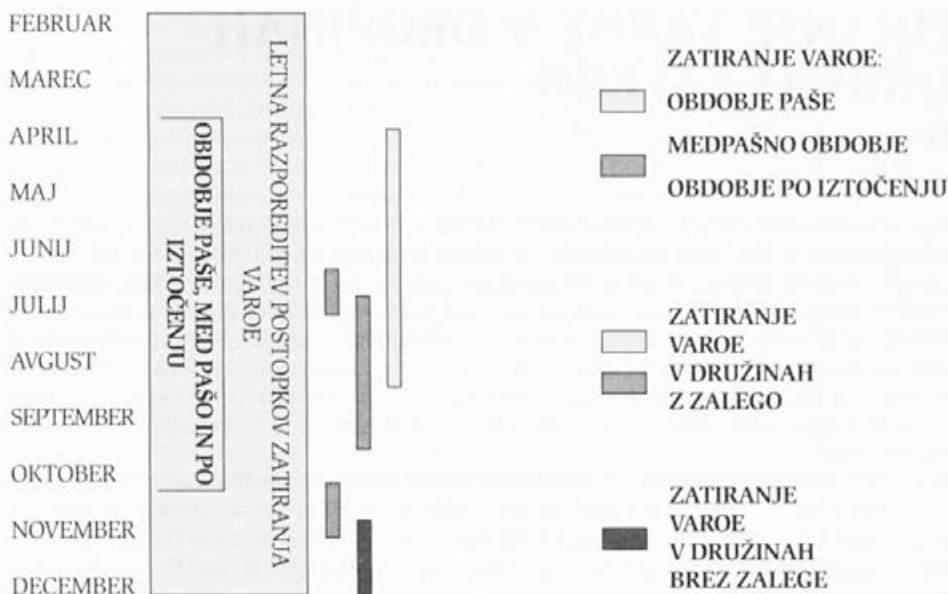 FEBRUAR
MAREC
APRIL
MAJ
JUNIJ
JULIJ
AVGUST
SEPTEMBER
OKTOBER
NOVEMBER
DECEMBER
OBDOBJE PAŠE, MED PAŠO IN PO
IZTOČENJU
LETNA RAZPOREDITEV POSTOPKOV ZATIRANJA
VAROE
ZATIRANJE VAROE:
OBDOBJE PAŠE
MEDPAŠNO OBDOBJE
OBDOBJE PO IZTOČENJU
ZATIRANJE
VAROE
V DRUŽINAH
Z ZALEGO
ZATIRANJE
VAROE
V DRUŽINAH
BREZ ZALEGE